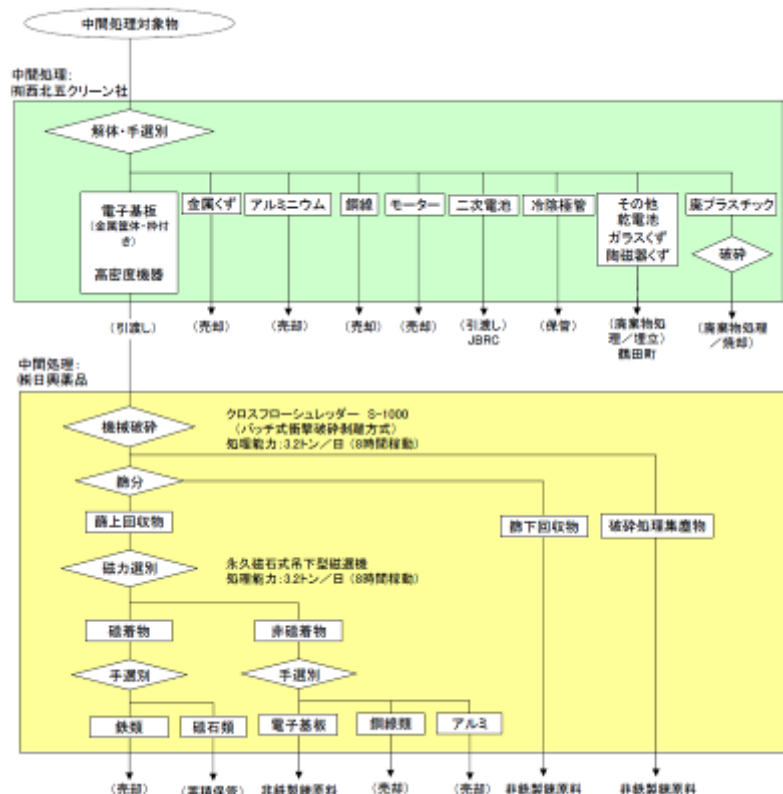 中間処理対象物
中間処理:
㈲西北五クリーン社
解体・手選別
電子基板
(金属筐体・枠付
き)
高密度機器
金属くず
アルミニウム
銅線
モーター
二次電池
冷陰極管
その他
乾電池
ガラスくず
陶磁器くず
廃プラスチック
破砕
(引渡し)
(売却)
(売却)
(売却)
(売却)
(引渡し)
JBRC
(保管)
(廃棄物処
理/埋立)
鶴田町
(廃棄物処理
/焼却)
中間処理:
㈱日興薬品
機械破砕
クロスフローシュレッダー S-1000
(バッチ式衝撃破砕剥離方式)
処理能力:3.2トン/日(8時間稼動)
篩分
篩上回収物
篩下回収物
破砕処理集塵物
磁力選別
永久磁石式吊下型磁選機
処理能力:3.2トン/日(8時間稼動)
磁着物
非磁着物
手選別
手選別
鉄類
磁石類
電子基板
銅線類
アルミ
(売却)
非鉄製錬原料
(売却)
(売却)
非鉄製錬原料
非鉄製錬原料